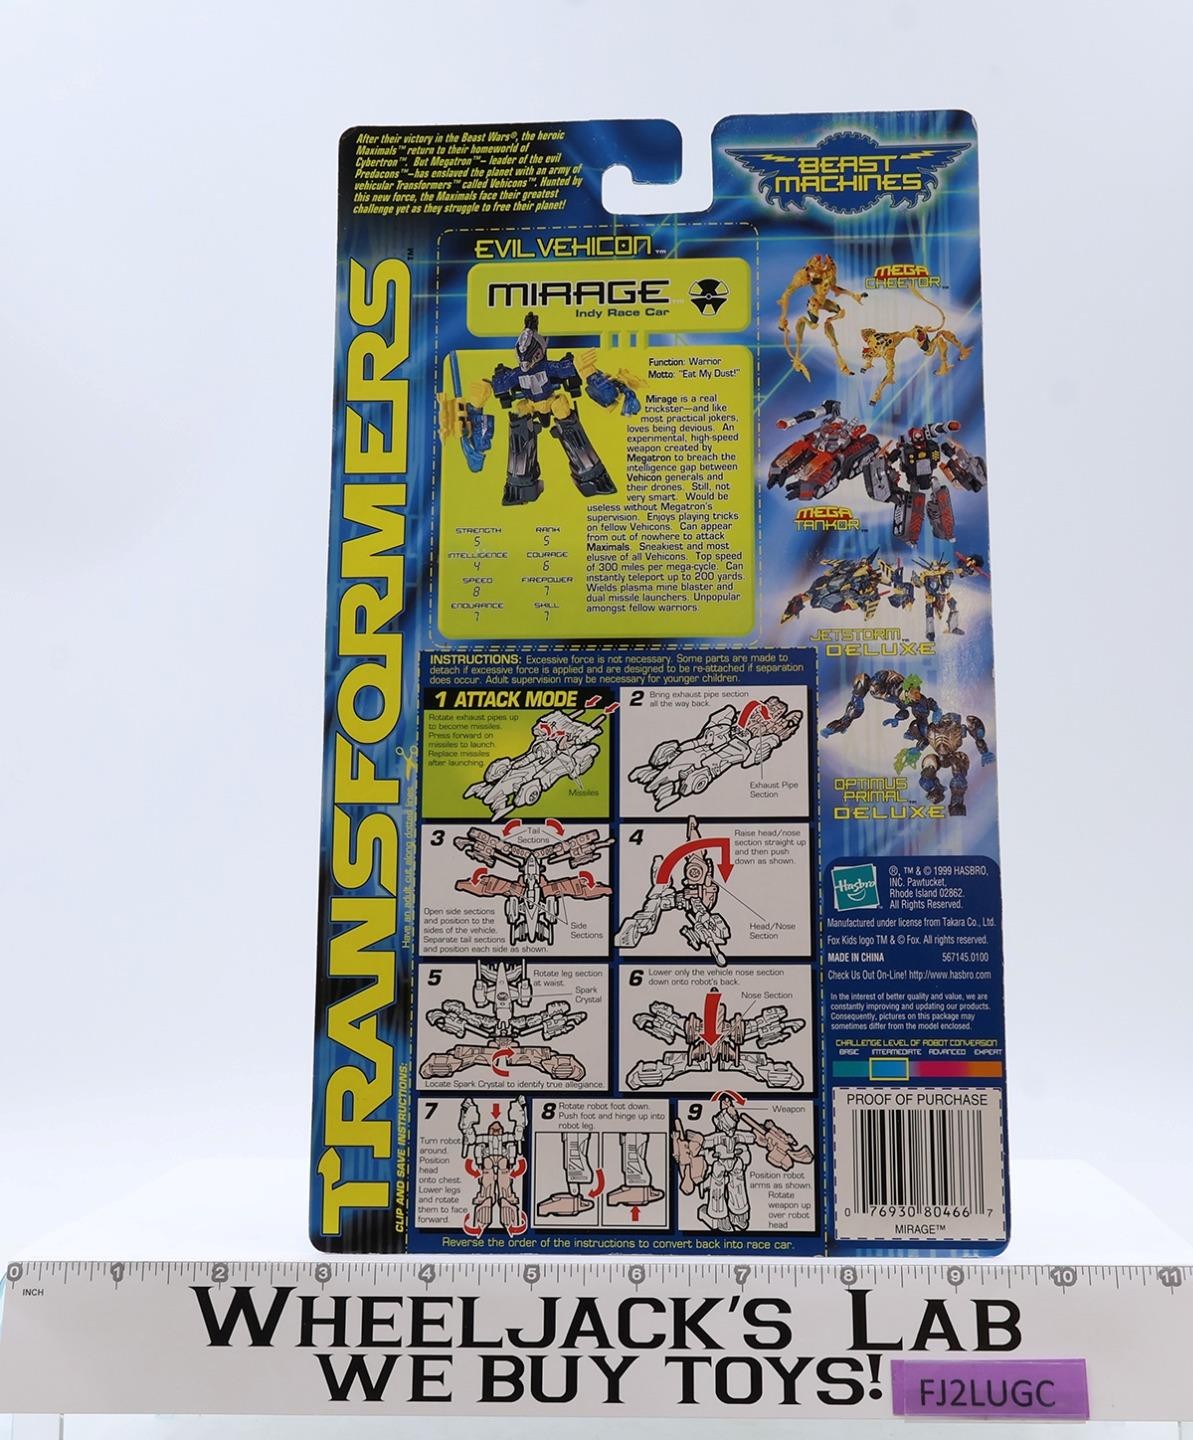 After their victory in the Beast Wars®, the heroic
Maximals™ return to their homeworld of
Cybertron™. But Megatron™– leader of the evil
Predacons™–has enslaved the planet with an army of
vehicular Transformers™ called Vehicons™. Hunted by
this new force, the Maximals face their greatest
challenge yet as they struggle to free their planet!
BEAST
MACHINES
TRANSFORMERS™
EVIL VEHICON™
MIRAGE™
Indy Race Car
Function: Warrior
Motto: "Eat My Dust!"
Mirage is a real
trickster—and like
most practical jokers,
loves being devious. An
experimental, high-speed
weapon created by
Megatron to breach the
intelligence gap between
Vehicon generals and
their drones. Still, not
very smart. Would be
useless without Megatron's
supervision. Enjoys playing tricks
on fellow Vehicons. Can appear
from out of nowhere to attack
Maximals. Sneakiest and most
elusive of all Vehicons. Top speed
of 300 miles per mega-cycle. Can
instantly teleport up to 200 yards.
Wields plasma mine blaster and
dual missile launchers. Unpopular
amongst fellow warriors.
STRENGTH RANK
5 5
INTELLIGENCE COURAGE
4 6
SPEED FIREPOWER
8 7
ENDURANCE SKILL
7 7
MEGA
CHEETOR™
MEGA
TANKOR™
JETSTORM™
DELUXE
OPTIMUS
PRIMAL™
DELUXE
CLIP AND SAVE INSTRUCTIONS:
Have an adult cut along dotted lines.
INSTRUCTIONS: Excessive force is not necessary. Some parts are made to
detach if excessive force is applied and are designed to be re-attached if separation
does occur. Adult supervision may be necessary for younger children.
1 ATTACK MODE
Rotate exhaust pipes up
to become missiles.
Press forward on
missiles to launch.
Replace missiles
after launching.
Missiles
2 Bring exhaust pipe section
all the way back.
Exhaust Pipe
Section
3
Tail
Sections
Open side sections
and position to the
sides of the vehicle.
Separate tail sections
and position each side as shown.
Side
Sections
4
Raise head/nose
section straight up
and then push
down as shown.
Head/Nose
Section
5
Rotate leg section
at waist.
Spark
Crystal
Locate Spark Crystal to identify true allegiance.
6 Lower only the vehicle nose section
down onto robot's back.
Nose Section
7
Turn robot
around.
Position
head
onto chest.
Lower legs
and rotate
them to face
forward.
8 Rotate robot foot down.
Push foot and hinge up into
robot leg.
9
Weapon
Position robot
arms as shown.
Rotate
weapon up
over robot
head
Reverse the order of the instructions to convert back into race car.
Hasbro
®, ™ & © 1999 HASBRO,
INC. Pawtucket,
Rhode Island 02862.
All Rights Reserved.
Manufactured under license from Takara Co., Ltd.
Fox Kids logo TM & © Fox. All rights reserved.
MADE IN CHINA 567145.0100
Check Us Out On-Line! http://www.hasbro.com
In the interest of better quality and value, we are
constantly improving and updating our products.
Consequently, pictures on this package may
sometimes differ from the model enclosed.
CHALLENGE LEVEL OF ROBOT CONVERSION
BASIC INTERMEDIATE ADVANCED EXPERT
PROOF OF PURCHASE
0 76930 80466 7
MIRAGE™
0 1 2 3 4 5 6 7 8 9 10 11
INCH
WHEELJACK'S LAB
WE BUY TOYS!
FJ2LUGC